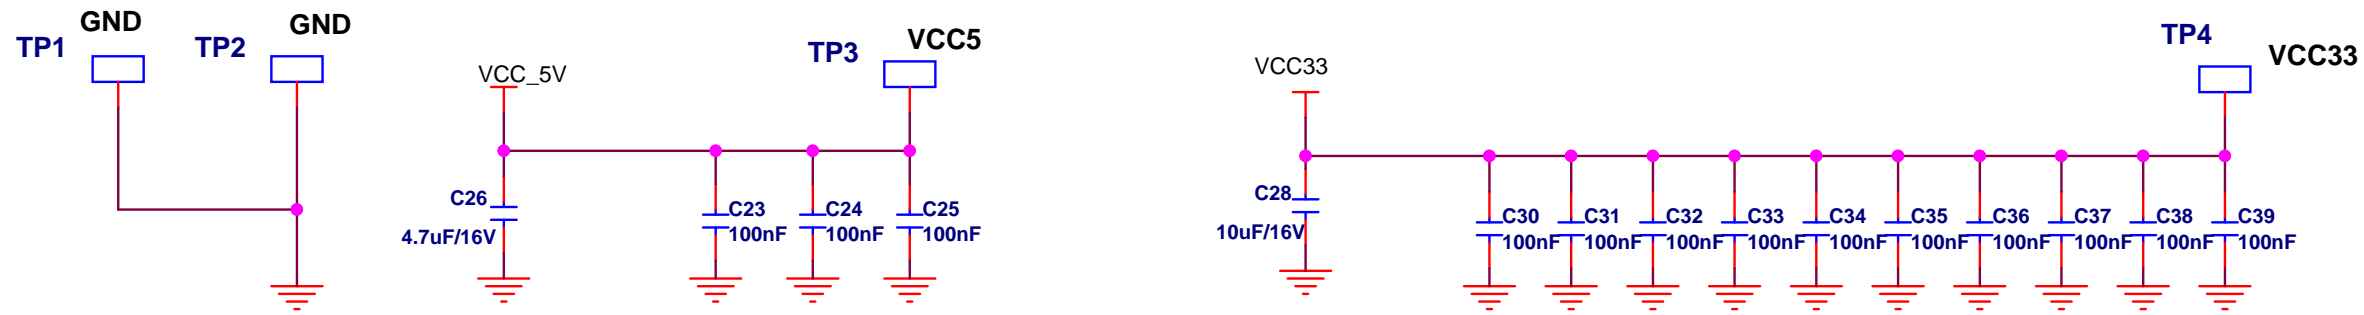 TP1
GND
TP2
GND
VCC_5V
TP3
VCC5
C26
4.7uF/16V
C23
100nF
C24
100nF
C25
100nF
VCC33
TP4
VCC33
C28
10uF/16V
C30
100nF
C31
100nF
C32
100nF
C33
100nF
C34
100nF
C35
100nF
C36
100nF
C37
100nF
C38
100nF
C39
100nF